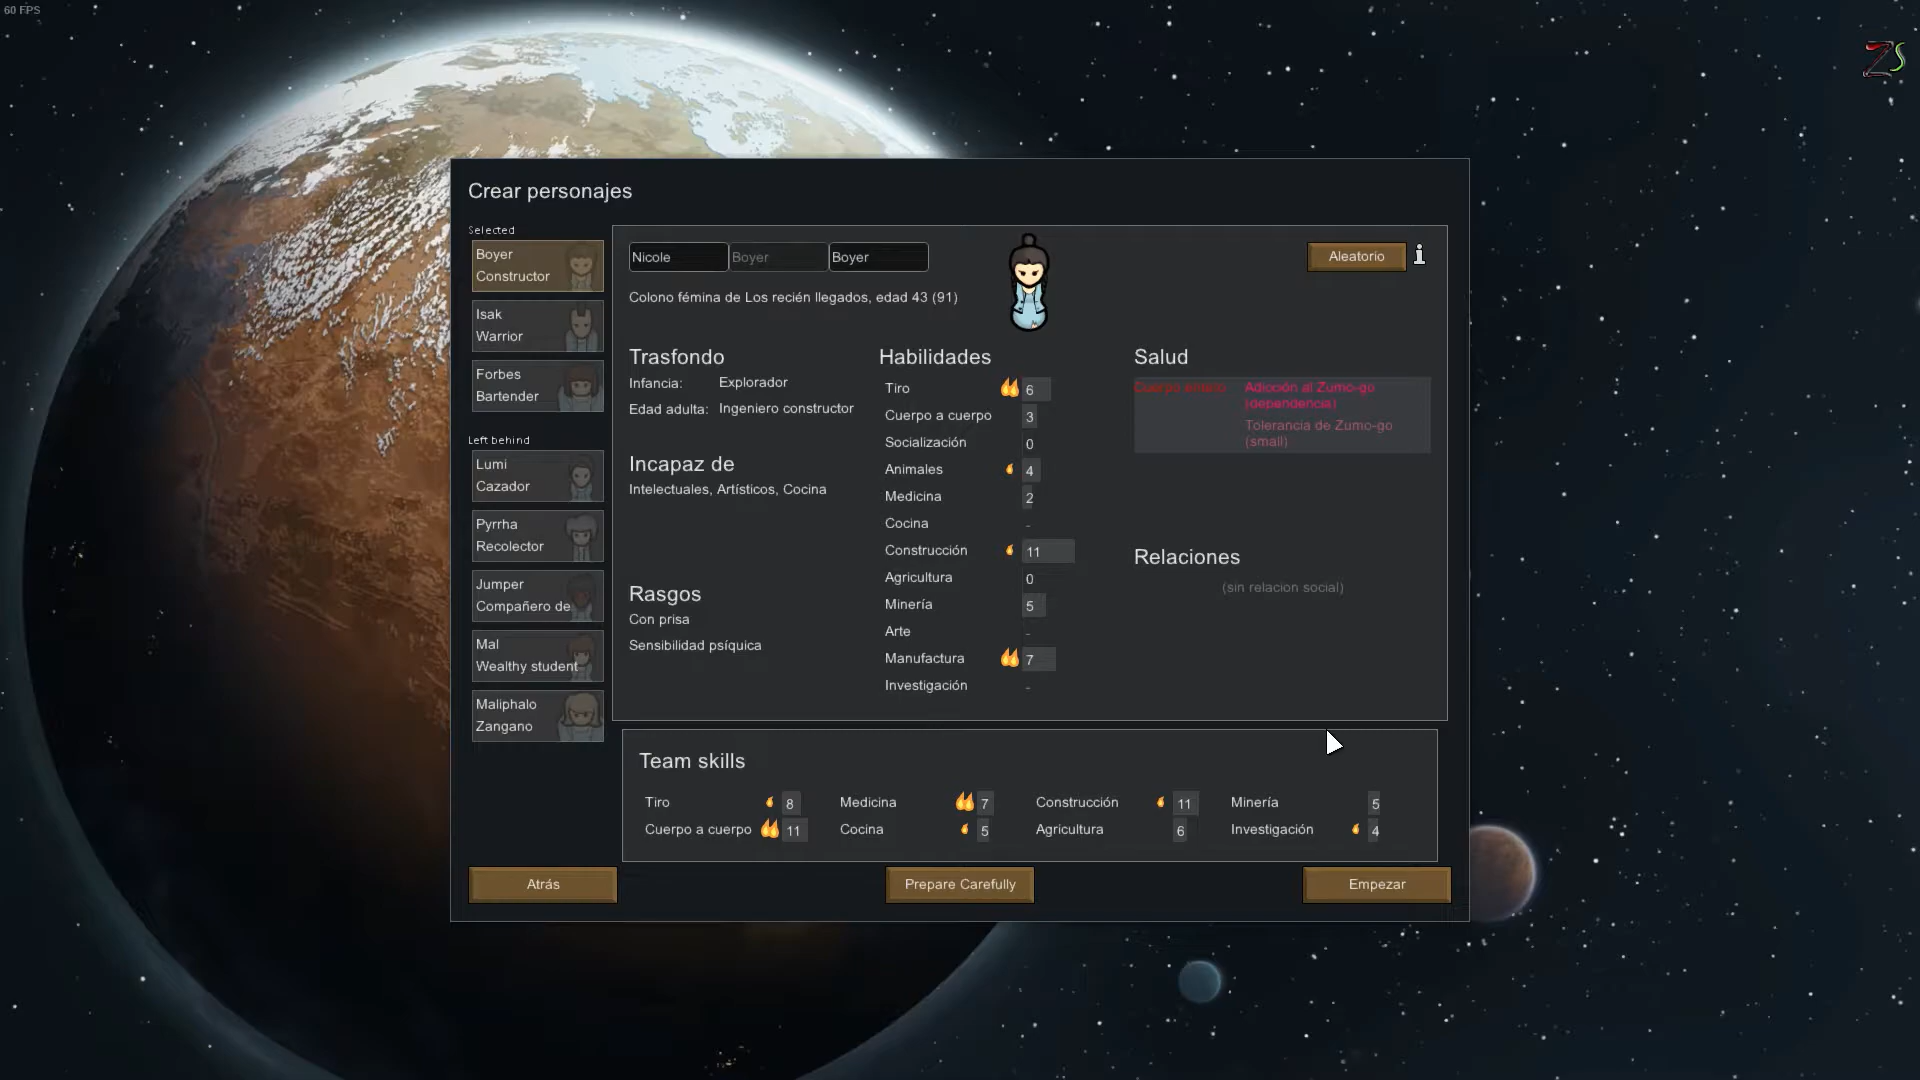 60 FPS
ZS
Crear personajes
Selected
Boyer
Constructor
Isak
Warrior
Forbes
Bartender
Left behind
Lumi
Cazador
Pyrrha
Recolector
Jumper
Compañero de
Mal
Wealthy student
Maliphalo
Zangano
Nicole
Boyer
Boyer
Aleatorio
Colono fémina de Los recién llegados, edad 43 (91)
Trasfondo
Infancia: Explorador
Edad adulta: Ingeniero constructor
Incapaz de
Intelectuales, Artísticos, Cocina
Rasgos
Con prisa
Sensibilidad psíquica
Habilidades
Tiro 6
Cuerpo a cuerpo 3
Socialización 0
Animales 4
Medicina 2
Cocina -
Construcción 11
Agricultura 0
Minería 5
Arte -
Manufactura 7
Investigación -
Salud
Cuerpo entero Adicción al Zumo-go
(dependencia)
Tolerancia de Zumo-go
(small)
Relaciones
(sin relacion social)
Team skills
Tiro 8 Medicina 7 Construcción 11 Minería 5
Cuerpo a cuerpo 11 Cocina 5 Agricultura 6 Investigación 4
Atrás
Prepare Carefully
Empezar